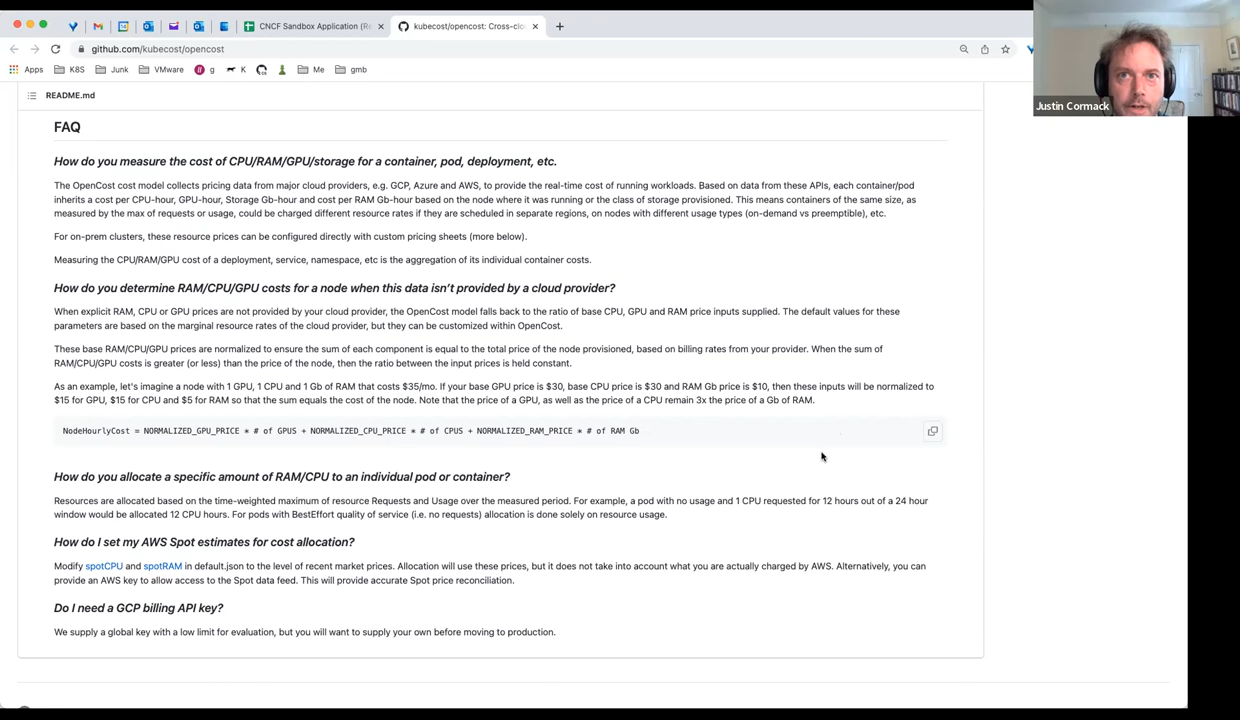 CNCF Sandbox Application (Re
kubecost/opencost: Cross-clo
github.com/kubecost/opencost
Apps K8S Junk VMware g K Me gmb
Justin Cormack
README.md
FAQ
How do you measure the cost of CPU/RAM/GPU/storage for a container, pod, deployment, etc.
The OpenCost cost model collects pricing data from major cloud providers, e.g. GCP, Azure and AWS, to provide the real-time cost of running workloads. Based on data from these APIs, each container/pod
inherits a cost per CPU-hour, GPU-hour, Storage Gb-hour and cost per RAM Gb-hour based on the node where it was running or the class of storage provisioned. This means containers of the same size, as
measured by the max of requests or usage, could be charged different resource rates if they are scheduled in separate regions, on nodes with different usage types (on-demand vs preemptible), etc.
For on-prem clusters, these resource prices can be configured directly with custom pricing sheets (more below).
Measuring the CPU/RAM/GPU cost of a deployment, service, namespace, etc is the aggregation of its individual container costs.
How do you determine RAM/CPU/GPU costs for a node when this data isn't provided by a cloud provider?
When explicit RAM, CPU or GPU prices are not provided by your cloud provider, the OpenCost model falls back to the ratio of base CPU, GPU and RAM price inputs supplied. The default values for these
parameters are based on the marginal resource rates of the cloud provider, but they can be customized within OpenCost.
These base RAM/CPU/GPU prices are normalized to ensure the sum of each component is equal to the total price of the node provisioned, based on billing rates from your provider. When the sum of
RAM/CPU/GPU costs is greater (or less) than the price of the node, then the ratio between the input prices is held constant.
As an example, let's imagine a node with 1 GPU, 1 CPU and 1 Gb of RAM that costs $35/mo. If your base GPU price is $30, base CPU price is $30 and RAM Gb price is $10, then these inputs will be normalized to
$15 for GPU, $15 for CPU and $5 for RAM so that the sum equals the cost of the node. Note that the price of a GPU, as well as the price of a CPU remain 3x the price of a Gb of RAM.
NodeHourlyCost = NORMALIZED_GPU_PRICE * # of GPUS + NORMALIZED_CPU_PRICE * # of CPUS + NORMALIZED_RAM_PRICE * # of RAM Gb
How do you allocate a specific amount of RAM/CPU to an individual pod or container?
Resources are allocated based on the time-weighted maximum of resource Requests and Usage over the measured period. For example, a pod with no usage and 1 CPU requested for 12 hours out of a 24 hour
window would be allocated 12 CPU hours. For pods with BestEffort quality of service (i.e. no requests) allocation is done solely on resource usage.
How do I set my AWS Spot estimates for cost allocation?
Modify spotCPU and spotRAM in default.json to the level of recent market prices. Allocation will use these prices, but it does not take into account what you are actually charged by AWS. Alternatively, you can
provide an AWS key to allow access to the Spot data feed. This will provide accurate Spot price reconciliation.
Do I need a GCP billing API key?
We supply a global key with a low limit for evaluation, but you will want to supply your own before moving to production.